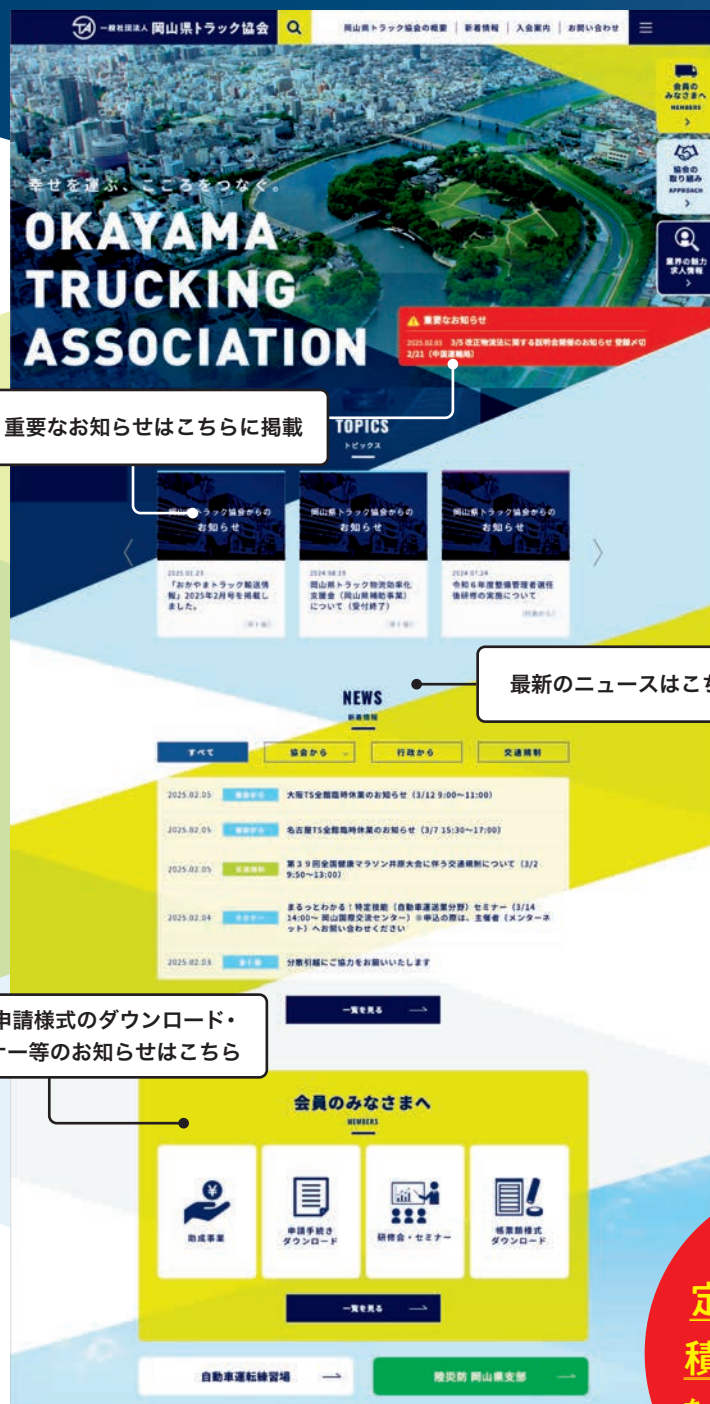 一般社団法人 岡山県トラック協会
岡山県トラック協会の概要 | 新着情報 | 入会案内 | お問い合わせ
会員の
みなさまへ
MEMBERS
協会の
取り組み
APPROACH
業界の魅力
求人情報
幸せを運ぶ、こころをつなぐ。
OKAYAMA
TRUCKING
ASSOCIATION
重要なお知らせ
2025.02.03 3/5 改正物流法に関する説明会開催のお知らせ 登録〆切
2/21(中国運輸局)
重要なお知らせはこちらに掲載
TOPICS
トピックス
岡山県トラック協会からの
お知らせ
2025.01.23
「おかやまトラック輸送情
報」2025年2月号を掲載し
ました。
岡山県トラック協会からの
お知らせ
2024.08.29
岡山県トラック物流効率化
支援金(岡山県補助事業)
について(受付終了)
岡山県トラック協会からの
お知らせ
2024.07.24
令和6年度整備管理者選任
後研修の実施について
最新のニュースはこち
NEWS
新着情報
すべて
協会から
行政から
交通規制
2025.02.05
大阪TS全館臨時休業のお知らせ(3/12 9:00~11:00)
2025.02.05
名古屋TS全館臨時休業のお知らせ(3/7 15:30~17:00)
2025.02.05 交通規制
第39回全国健康マラソン井原大会に伴う交通規制について(3/2
9:50~13:00)
2025.02.04 セミナー
まるっとわかる!特定技能(自動車運送業分野)セミナー(3/14
14:00~ 岡山国際交流センター)※申込の際は、主催者(メンターネ
ット)へお問い合わせください
2025.02.03
分散引越にご協力をお願いいたします
一覧を見る
申請様式のダウンロード・
ナー等のお知らせはこちら
会員のみなさまへ
MEMBERS
助成事業
申請手続き
ダウンロード
研修会・セミナー
帳票類様式
ダウンロード
一覧を見る
自動車運転練習場
陸災防 岡山県支部
定
積